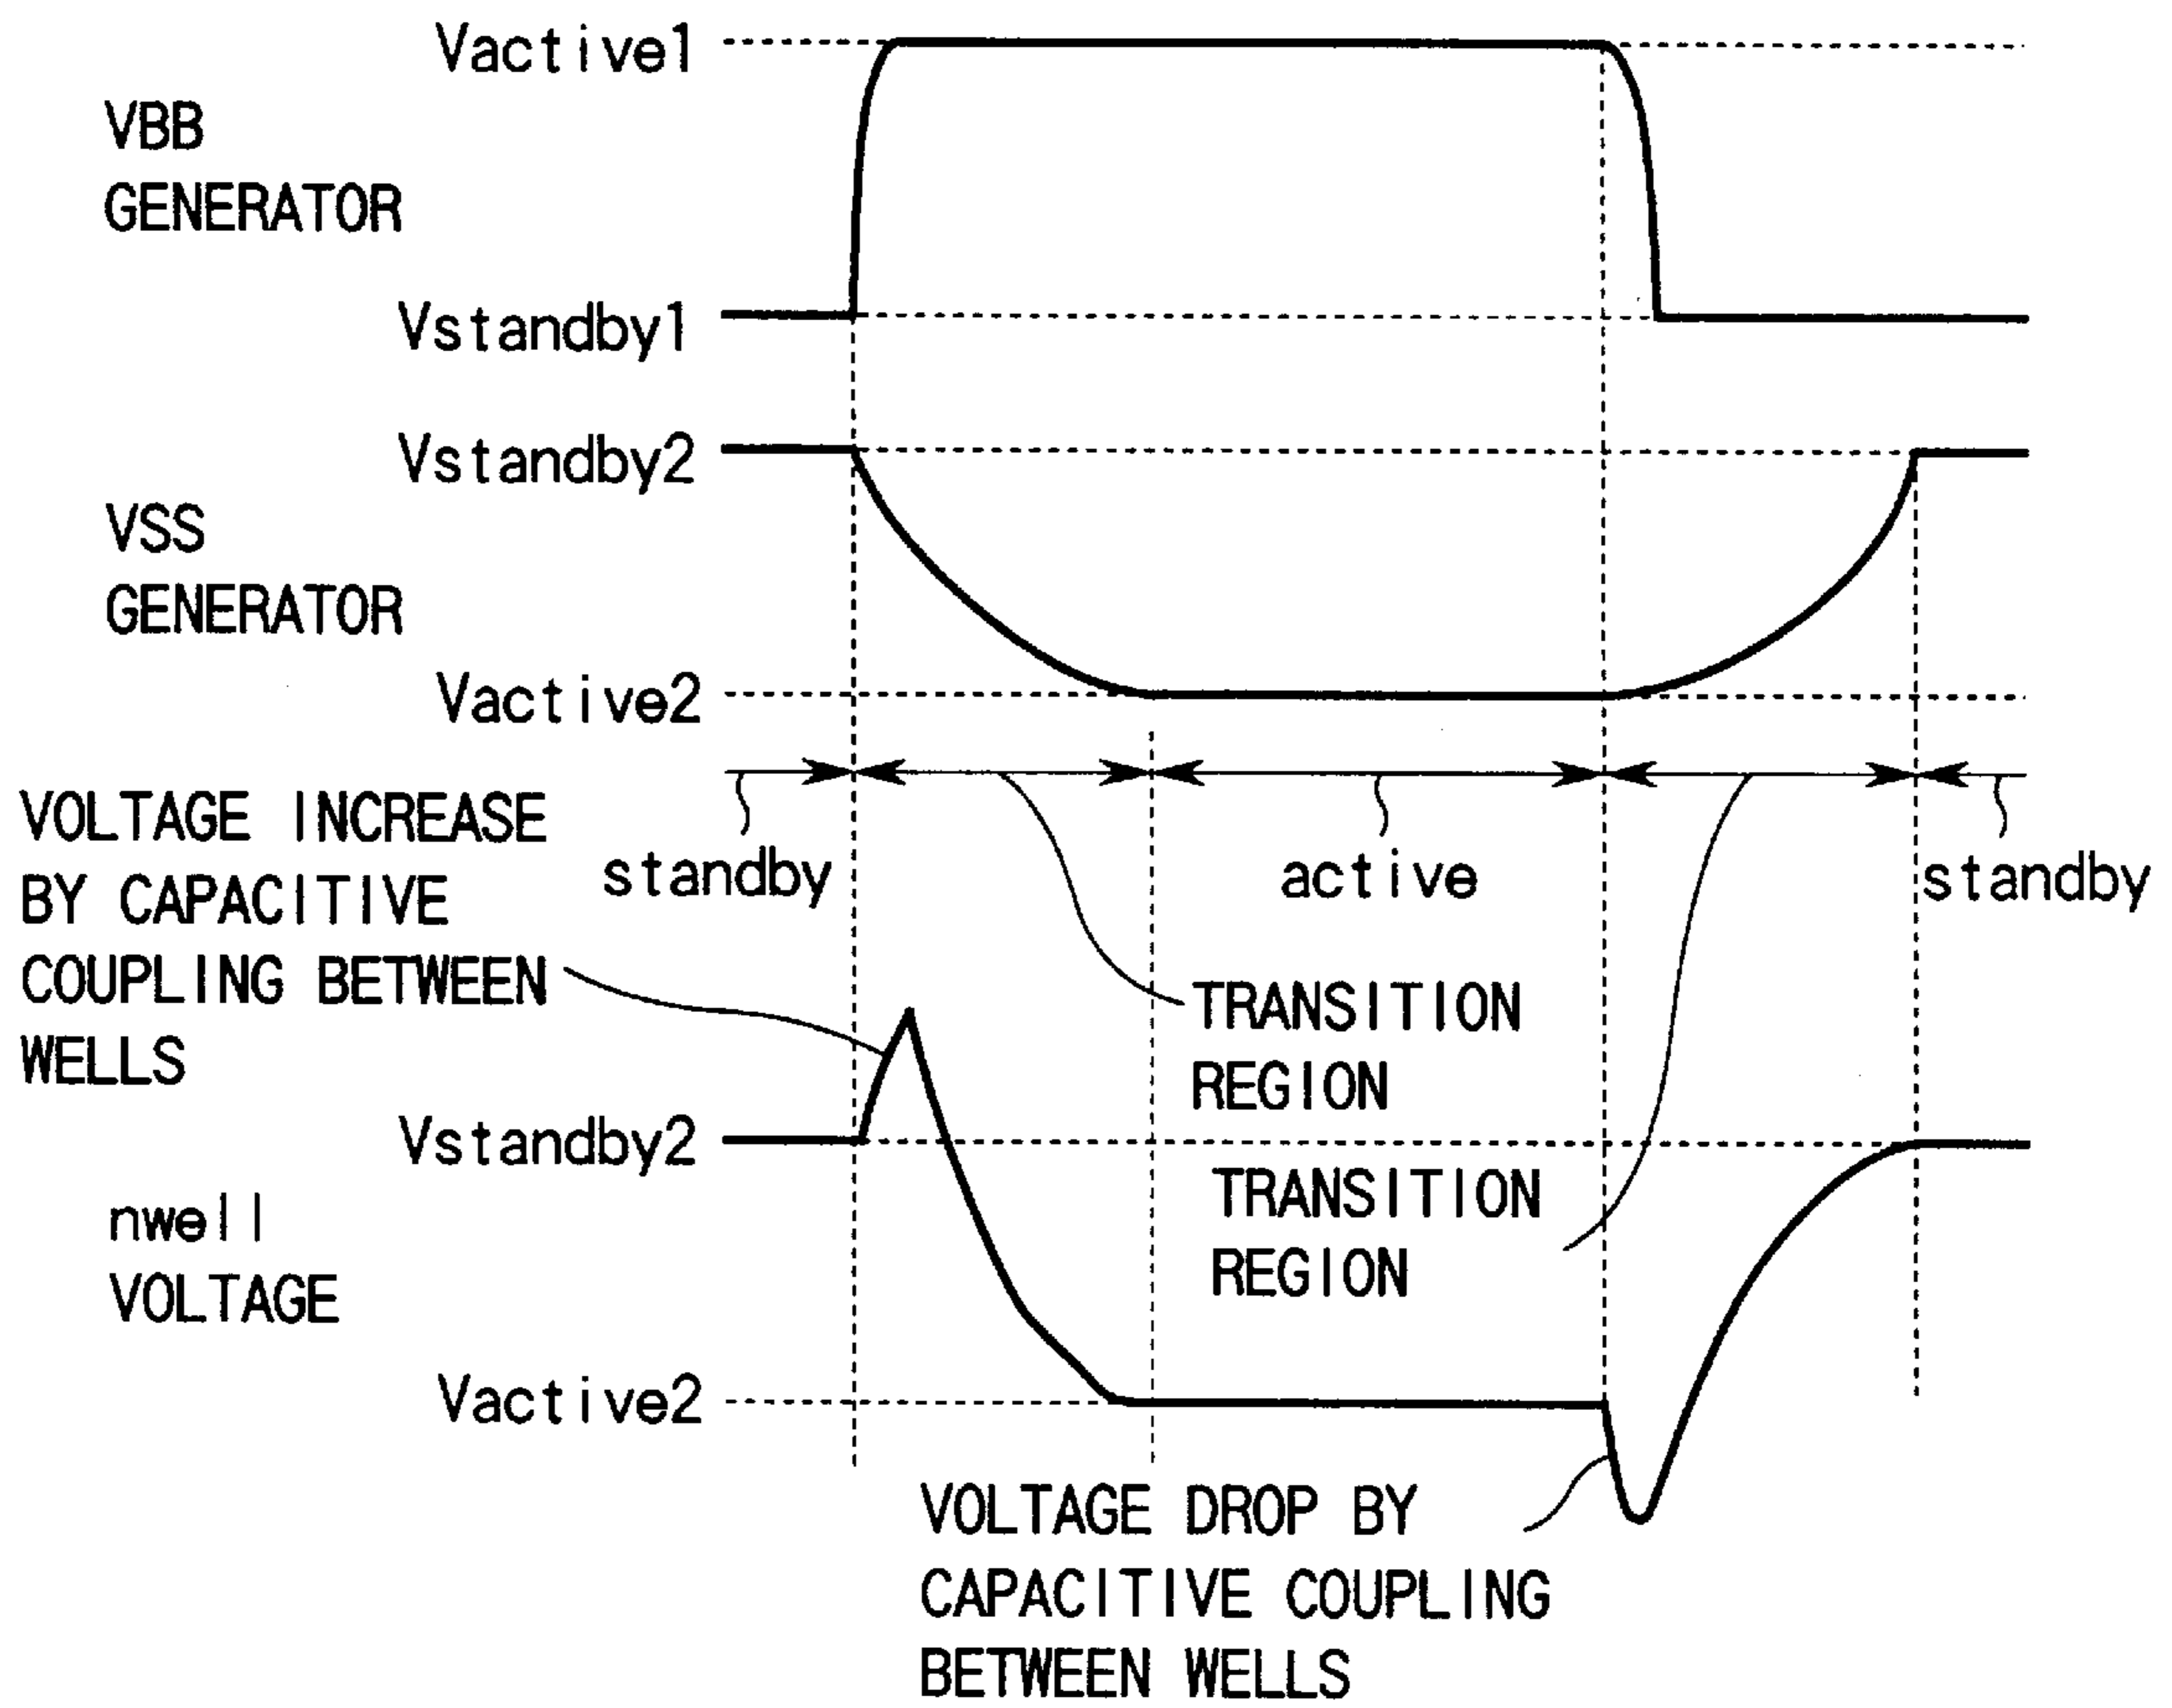 Vactive1
VBB
GENERATOR
Vstandby1
Vstandby2
VSS
GENERATOR
Vactive2
VOLTAGE INCREASE
BY CAPACITIVE
COUPLING BETWEEN
WELLS
standby
active
standby
TRANSITION
REGION
Vstandby2
TRANSITION
REGION
nwell
VOLTAGE
Vactive2
VOLTAGE DROP BY
CAPACITIVE COUPLING
BETWEEN WELLS